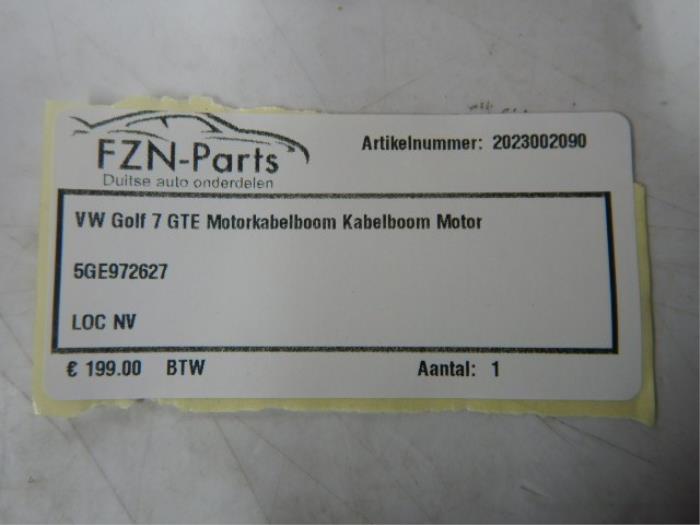 FZN-Parts
Duitse auto onderdelen
Artikelnummer: 2023002090
VW Golf 7 GTE Motorkabelboom Kabelboom Motor
5GE972627
LOC NV
€ 199.00 BTW Aantal: 1